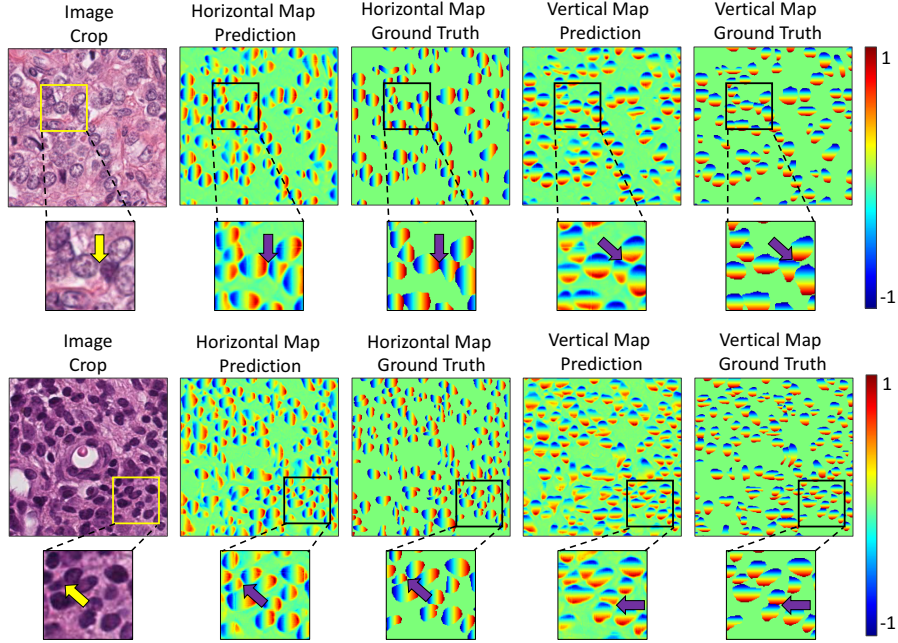 Image
Crop
Horizontal Map
Prediction
Horizontal Map
Ground Truth
Vertical Map
Prediction
Vertical Map
Ground Truth
1
-1
Image
Crop
Horizontal Map
Prediction
Horizontal Map
Ground Truth
Vertical Map
Prediction
Vertical Map
Ground Truth
1
-1